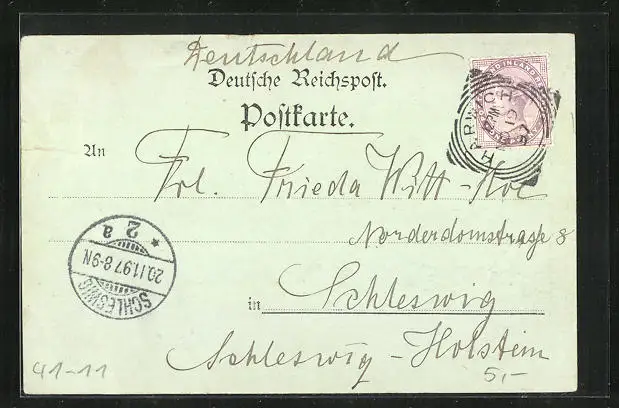 Deutschland
Deutsche Reichspost.
Postkarte.
An
Frl. Frieda Witt-
Norderdomstrasse 8
in Schleswig
Schleswig-Holstein
HARWICH
SCHLESWIG
20.11.97.8-9N
* 2 a
41-11
5,-